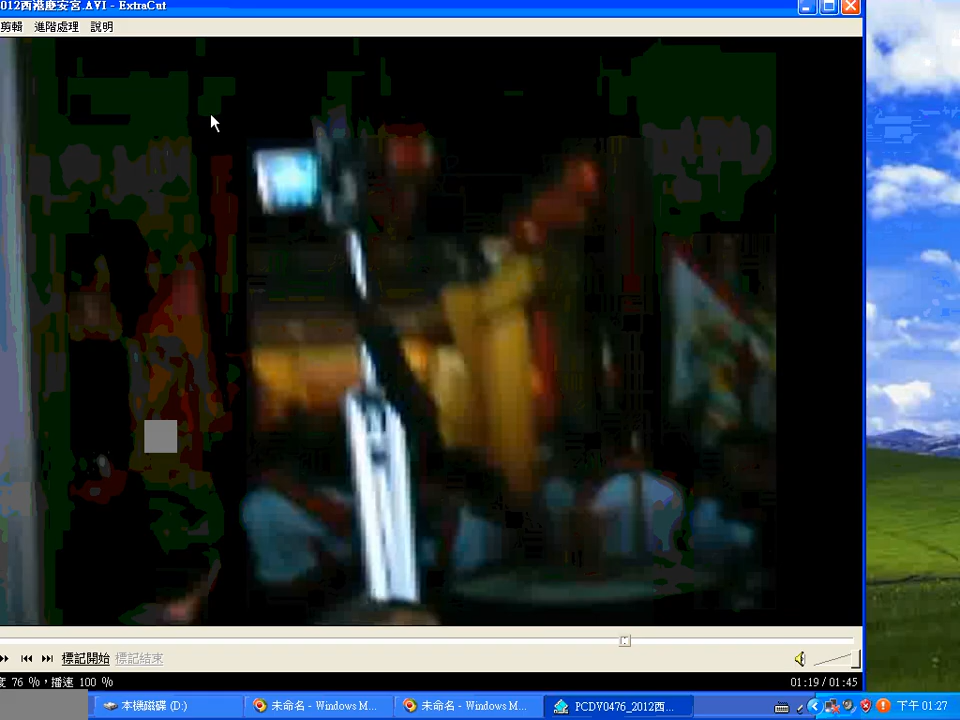 012西港慶安宮.AVI - ExtraCut
剪輯 進階處理 說明
標記開始 標記結束
度 76 %，播速 100 %
01:19 / 01:45
本機磁碟 (D:)
未命名 - Windows M...
未命名 - Windows M...
PCDV0476_2012西...
下午 01:27